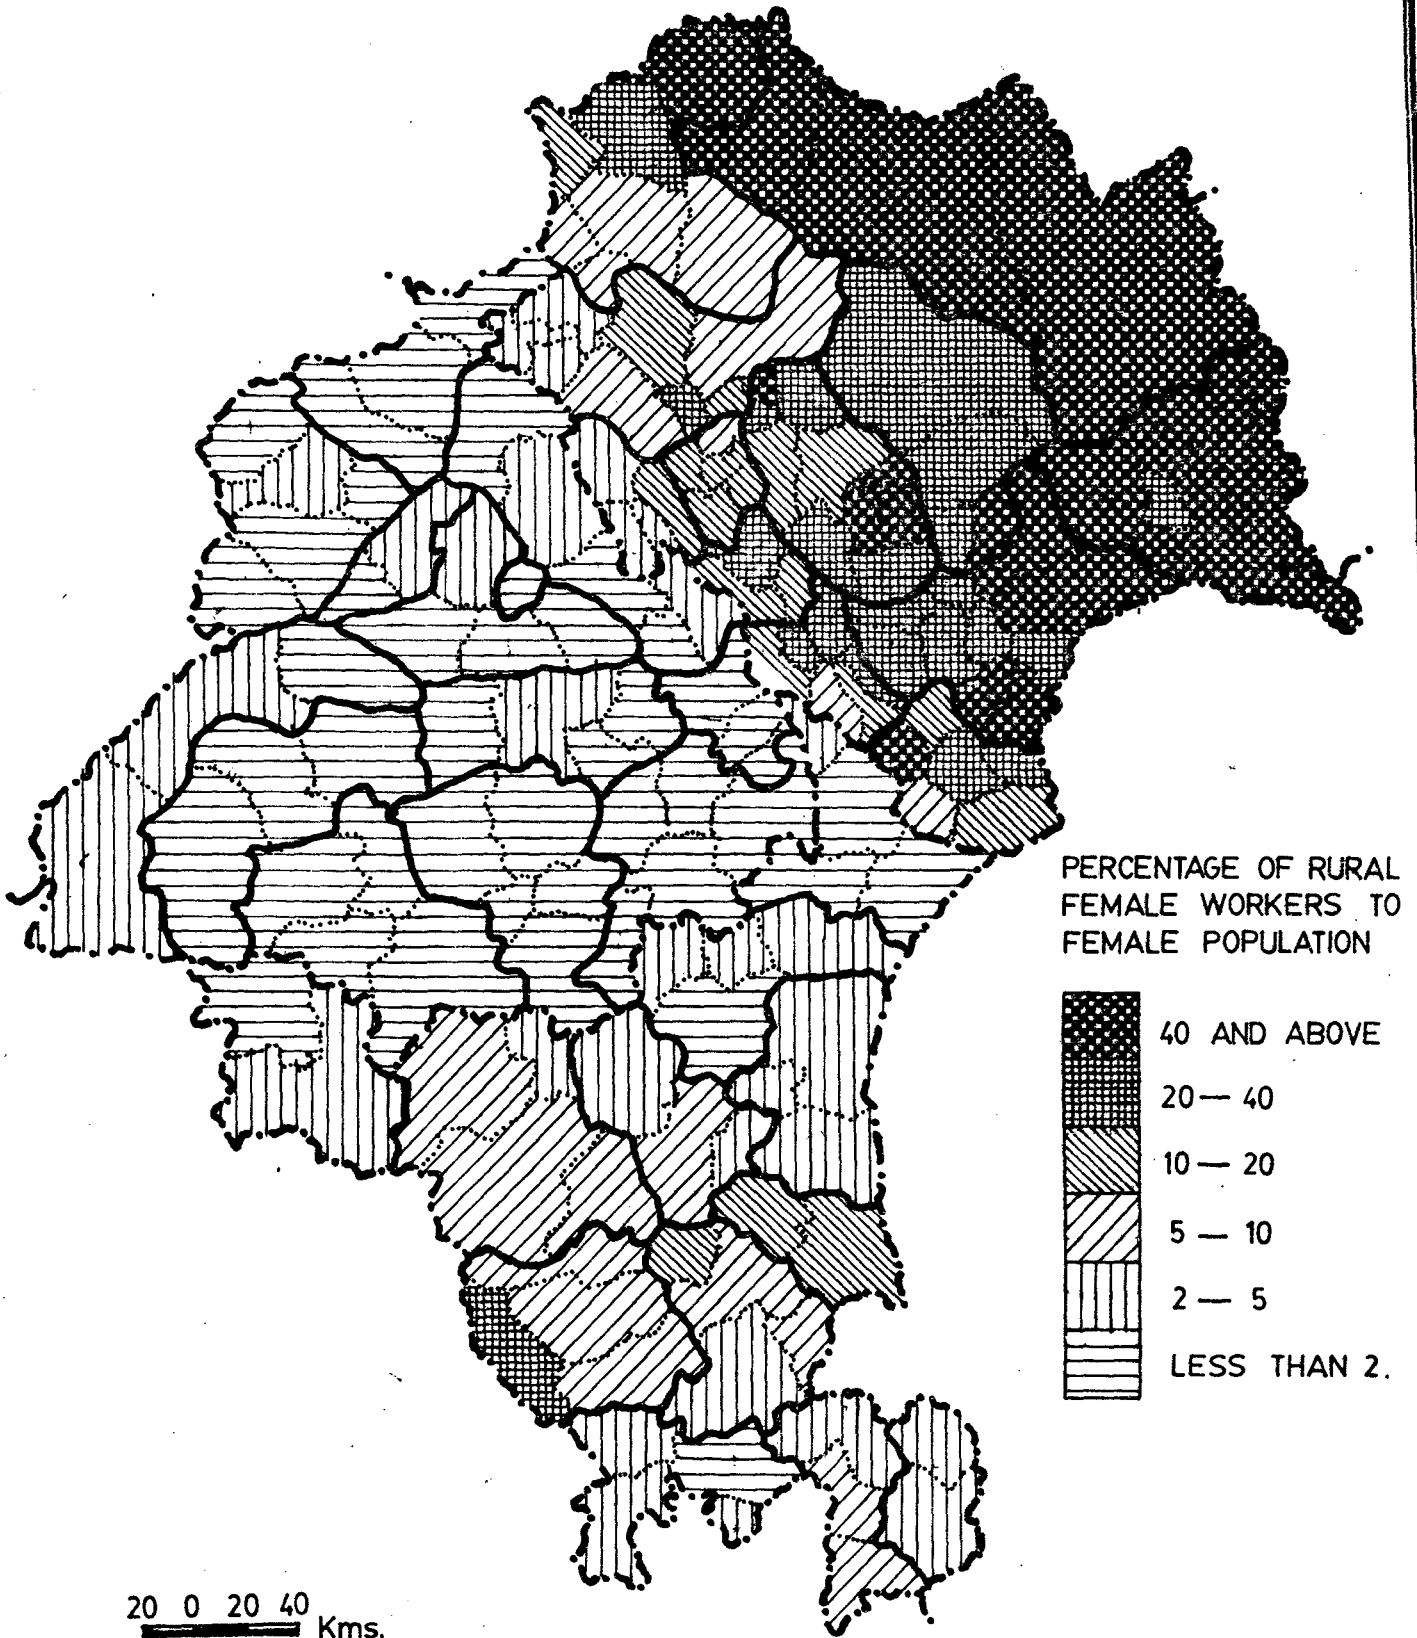 PERCENTAGE OF RURAL
FEMALE WORKERS TO
FEMALE POPULATION
40 AND ABOVE
20 — 40
10 — 20
5 — 10
2 — 5
LESS THAN 2.
20 0 20 40
Kms.